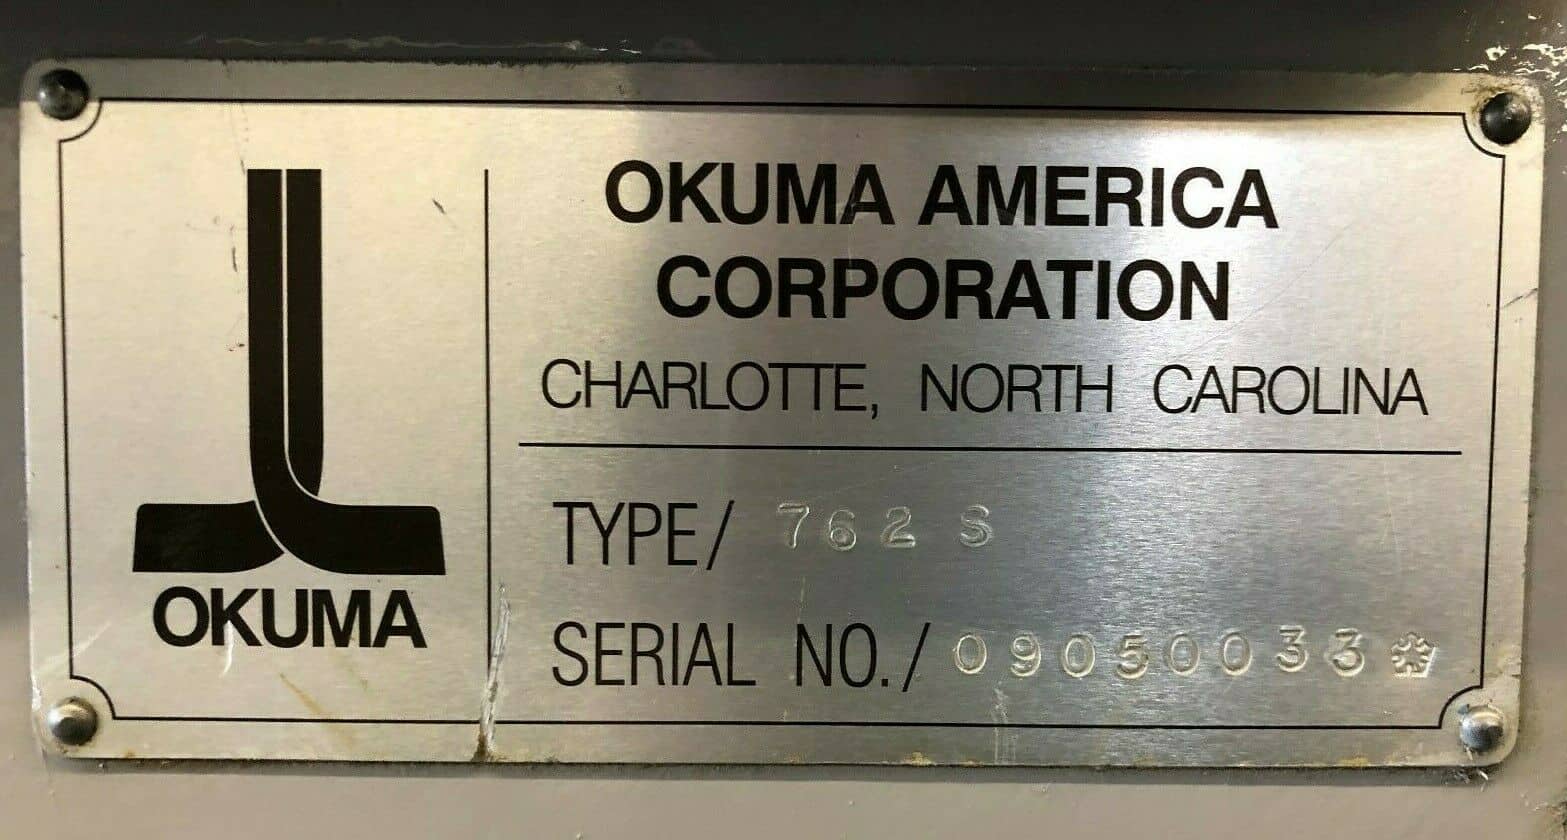 OKUMA
OKUMA AMERICA
CORPORATION
CHARLOTTE, NORTH CAROLINA
TYPE/ 762 S
SERIAL NO./ 09050033